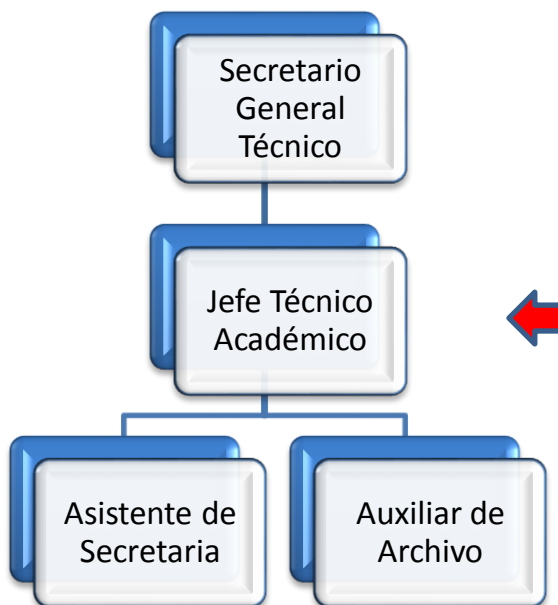 Secretario
General
Técnico
Jefe Técnico
Académico
Asistente de
Secretaria
Auxiliar de
Archivo